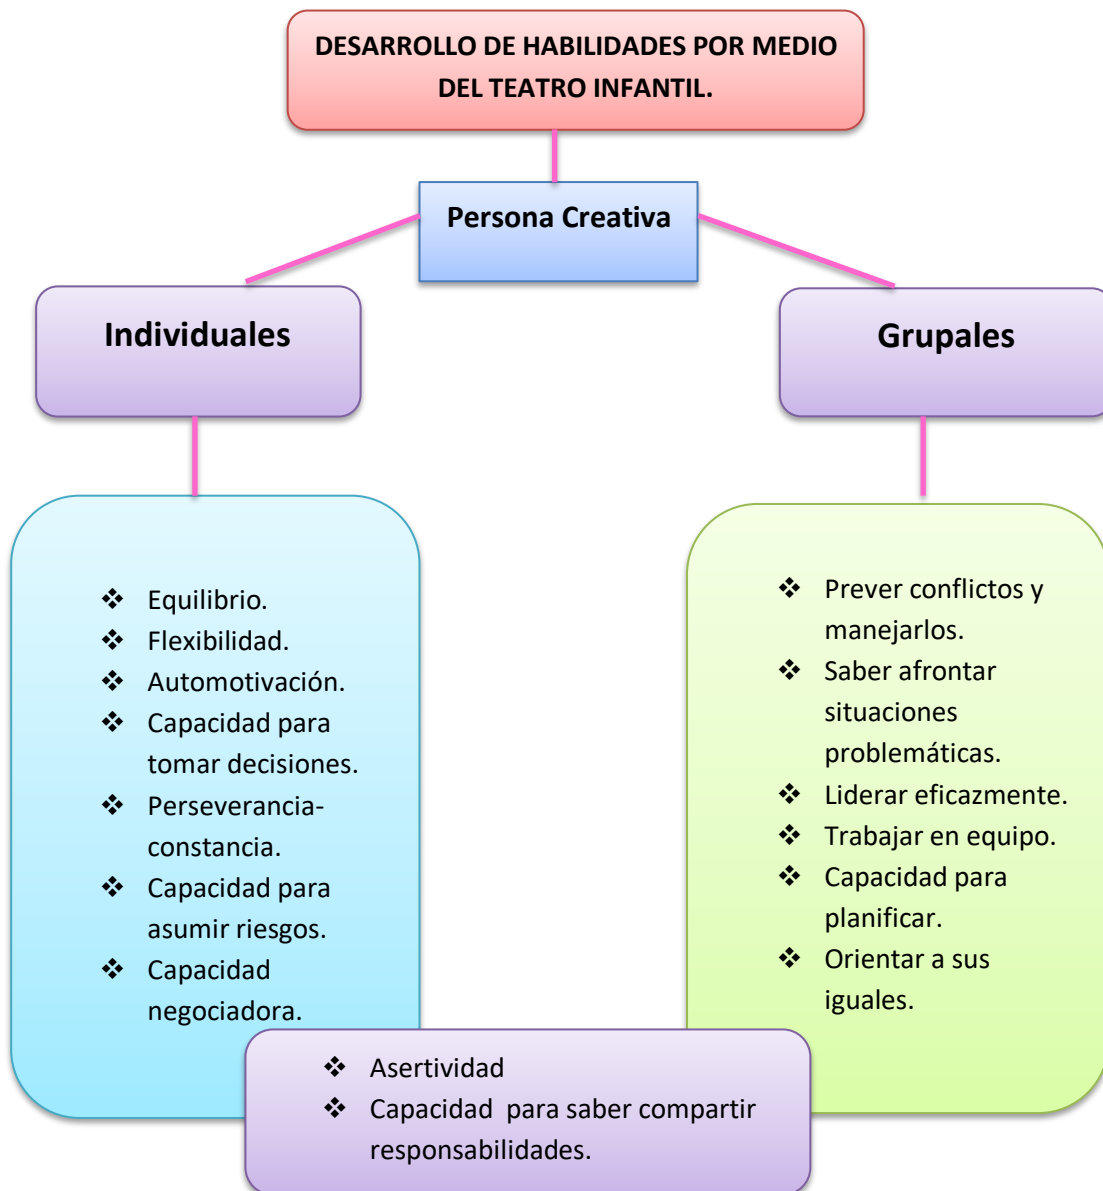 DESARROLLO DE HABILIDADES POR MEDIO
DEL TEATRO INFANTIL.
Persona Creativa
Individuales
Grupales
❖ Equilibrio.
❖ Flexibilidad.
❖ Automotivación.
❖ Capacidad para
tomar decisiones.
❖ Perseverancia-
constancia.
❖ Capacidad para
asumir riesgos.
❖ Capacidad
negociadora.
❖ Prever conflictos y
manejarlos.
❖ Saber afrontar
situaciones
problemáticas.
❖ Liderar eficazmente.
❖ Trabajar en equipo.
❖ Capacidad para
planificar.
❖ Orientar a sus
iguales.
❖ Asertividad
❖ Capacidad  para saber compartir
responsabilidades.